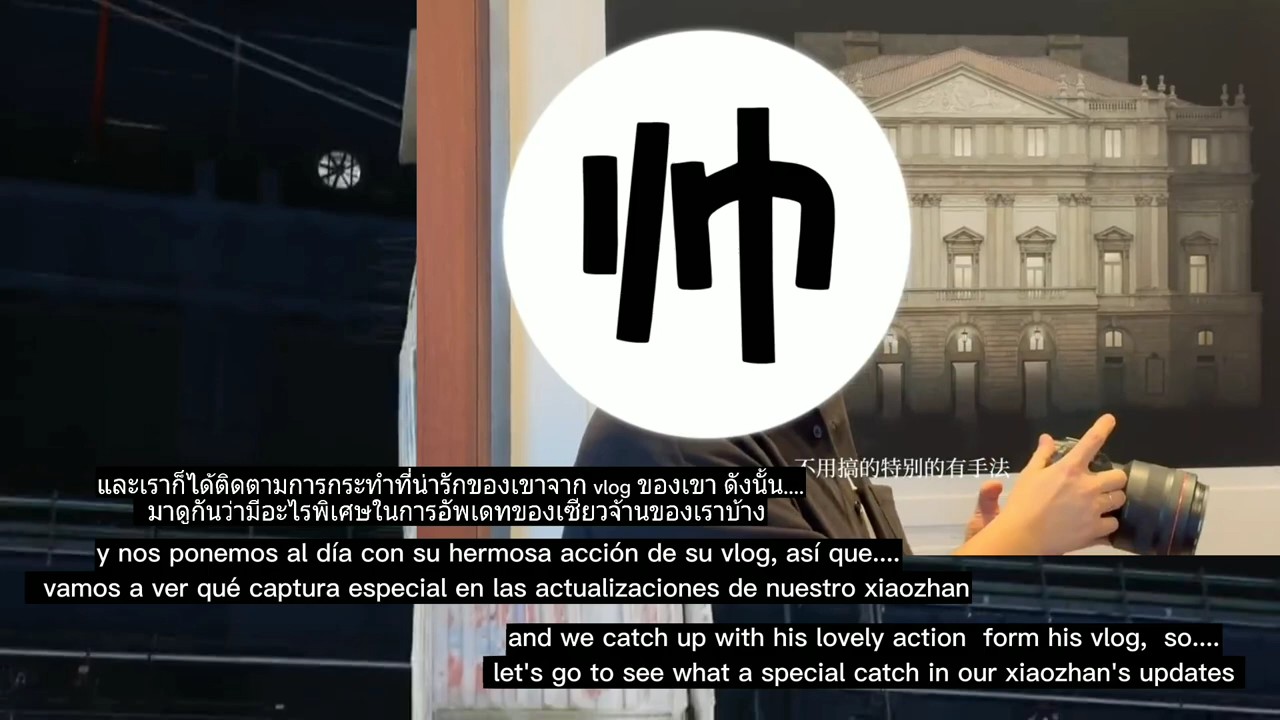 帅
不用搞的特别的有手法
และเราก็ได้ติดตามการกระทำที่น่ารักของเขาจาก vlog ของเขา ดังนั้น....
มาดูกันว่ามีอะไรพิเศษในการอัพเดทของเซียวจ้านของเราบ้าง
y nos ponemos al día con su hermosa acción de su vlog, así que....
vamos a ver qué captura especial en las actualizaciones de nuestro xiaozhan
and we catch up with his lovely action form his vlog, so....
let's go to see what a special catch in our xiaozhan's updates